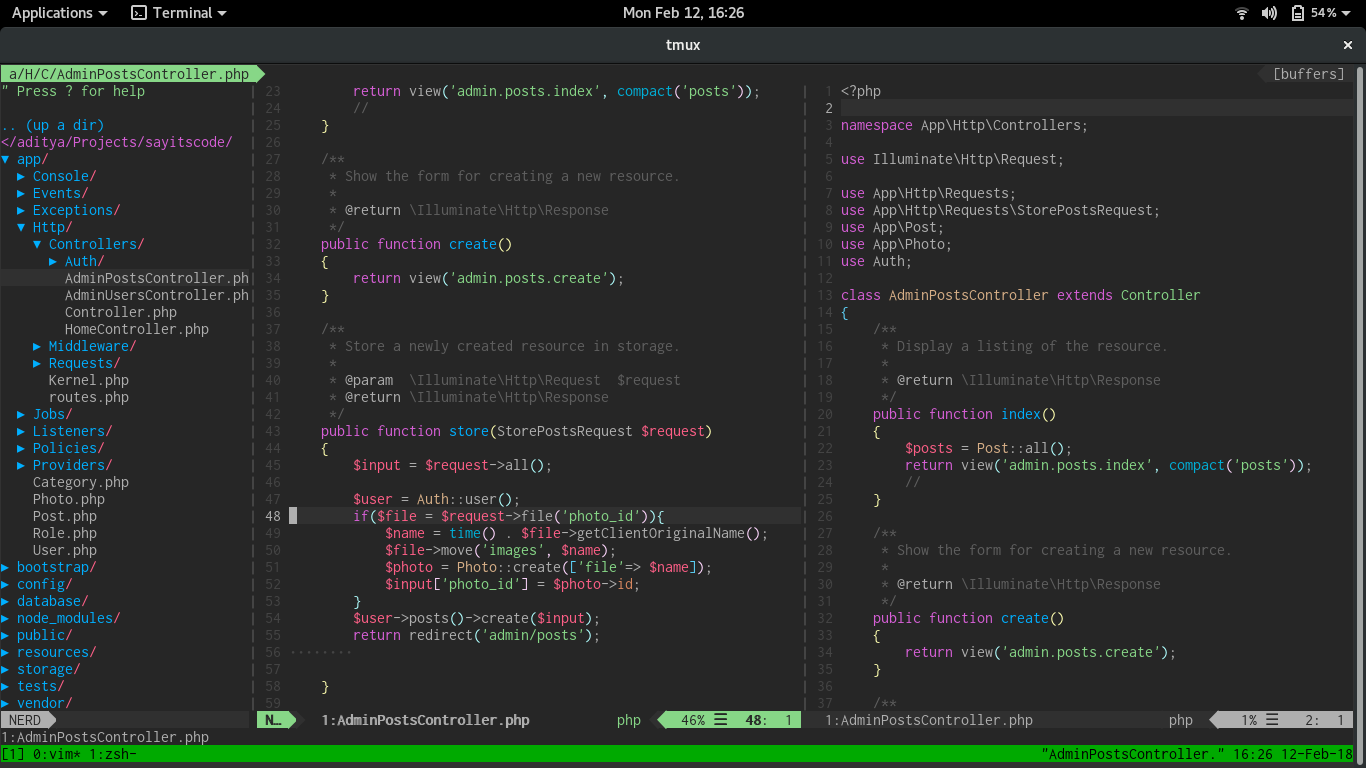 Applications Terminal Mon Feb 12, 16:26 54%
tmux ×
a/H/C/AdminPostsController.php [buffers]
" Press ? for help
.. (up a dir)
</aditya/Projects/sayitscode/
▼ app/
▶ Console/
▶ Events/
▶ Exceptions/
▼ Http/
▼ Controllers/
▶ Auth/
AdminPostsController.ph
AdminUsersController.ph
Controller.php
HomeController.php
▶ Middleware/
▶ Requests/
Kernel.php
routes.php
▶ Jobs/
▶ Listeners/
▶ Policies/
▶ Providers/
Category.php
Photo.php
Post.php
Role.php
User.php
▶ bootstrap/
▶ config/
▶ database/
▶ node_modules/
▶ public/
▶ resources/
▶ storage/
▶ tests/
▶ vendor/
NERD
23 return view('admin.posts.index', compact('posts'));
24 //
25 }
26
27 /**
28 * Show the form for creating a new resource.
29 *
30 * @return \Illuminate\Http\Response
31 */
32 public function create()
33 {
34 return view('admin.posts.create');
35 }
36
37 /**
38 * Store a newly created resource in storage.
39 *
40 * @param  \Illuminate\Http\Request  $request
41 * @return \Illuminate\Http\Response
42 */
43 public function store(StorePostsRequest $request)
44 {
45 $input = $request->all();
46
47 $user = Auth::user();
48 if($file = $request->file('photo_id')){
49 $name = time() . $file->getClientOriginalName();
50 $file->move('images', $name);
51 $photo = Photo::create(['file'=> $name]);
52 $input['photo_id'] = $photo->id;
53 }
54 $user->posts()->create($input);
55 return redirect('admin/posts');
56 ········
57
58 }
59
N… 1:AdminPostsController.php php 46% ☰ 48: 1
1 <?php
2
3 namespace App\Http\Controllers;
4
5 use Illuminate\Http\Request;
6
7 use App\Http\Requests;
8 use App\Http\Requests\StorePostsRequest;
9 use App\Post;
10 use App\Photo;
11 use Auth;
12
13 class AdminPostsController extends Controller
14 {
15 /**
16 * Display a listing of the resource.
17 *
18 * @return \Illuminate\Http\Response
19 */
20 public function index()
21 {
22 $posts = Post::all();
23 return view('admin.posts.index', compact('posts'));
24 //
25 }
26
27 /**
28 * Show the form for creating a new resource.
29 *
30 * @return \Illuminate\Http\Response
31 */
32 public function create()
33 {
34 return view('admin.posts.create');
35 }
36
37 /**
1:AdminPostsController.php php 1% ☰ 2: 1
1:AdminPostsController.php
[1] 0:vim* 1:zsh- "AdminPostsController." 16:26 12-Feb-18